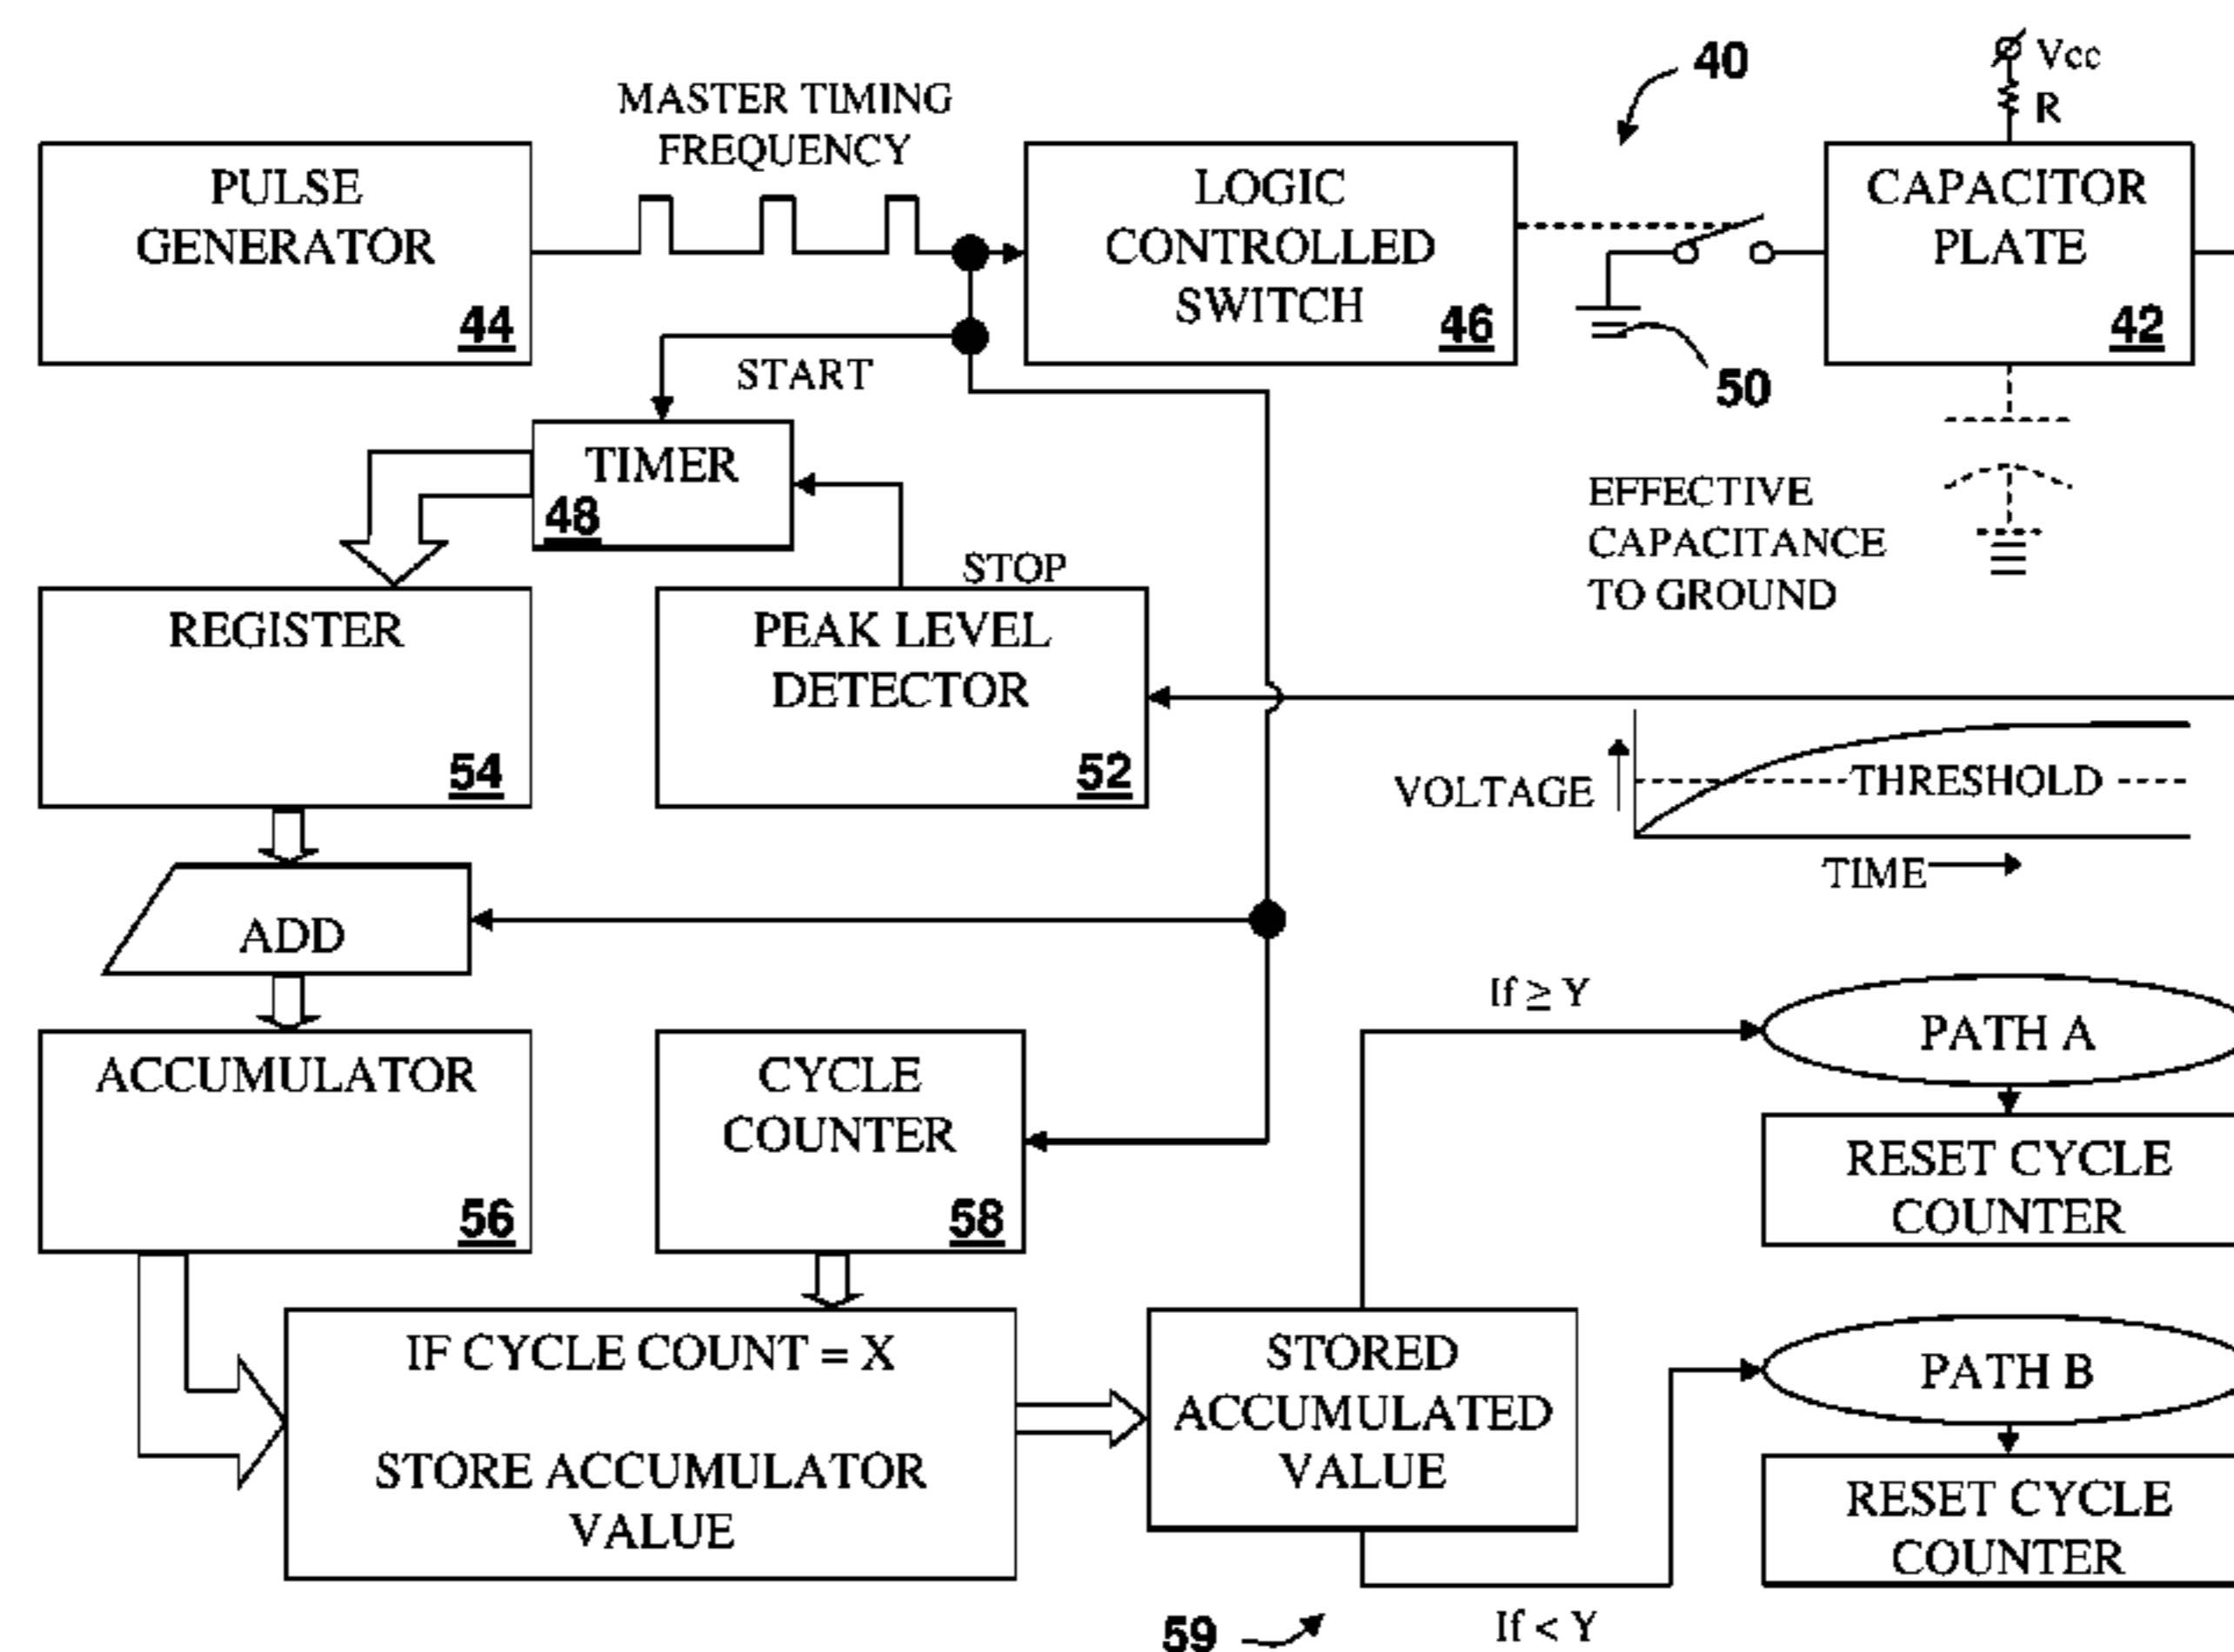 40
Vcc
R
MASTER TIMING
FREQUENCY
PULSE
GENERATOR
44
LOGIC
CONTROLLED
SWITCH
46
50
CAPACITOR
PLATE
42
START
TIMER
48
EFFECTIVE
CAPACITANCE
TO GROUND
STOP
REGISTER
54
PEAK LEVEL
DETECTOR
52
VOLTAGE
THRESHOLD
TIME
ADD
If ≥ Y
PATH A
RESET CYCLE
COUNTER
ACCUMULATOR
56
CYCLE
COUNTER
58
IF CYCLE COUNT = X
STORE ACCUMULATOR
VALUE
STORED
ACCUMULATED
VALUE
PATH B
RESET CYCLE
COUNTER
59
If < Y